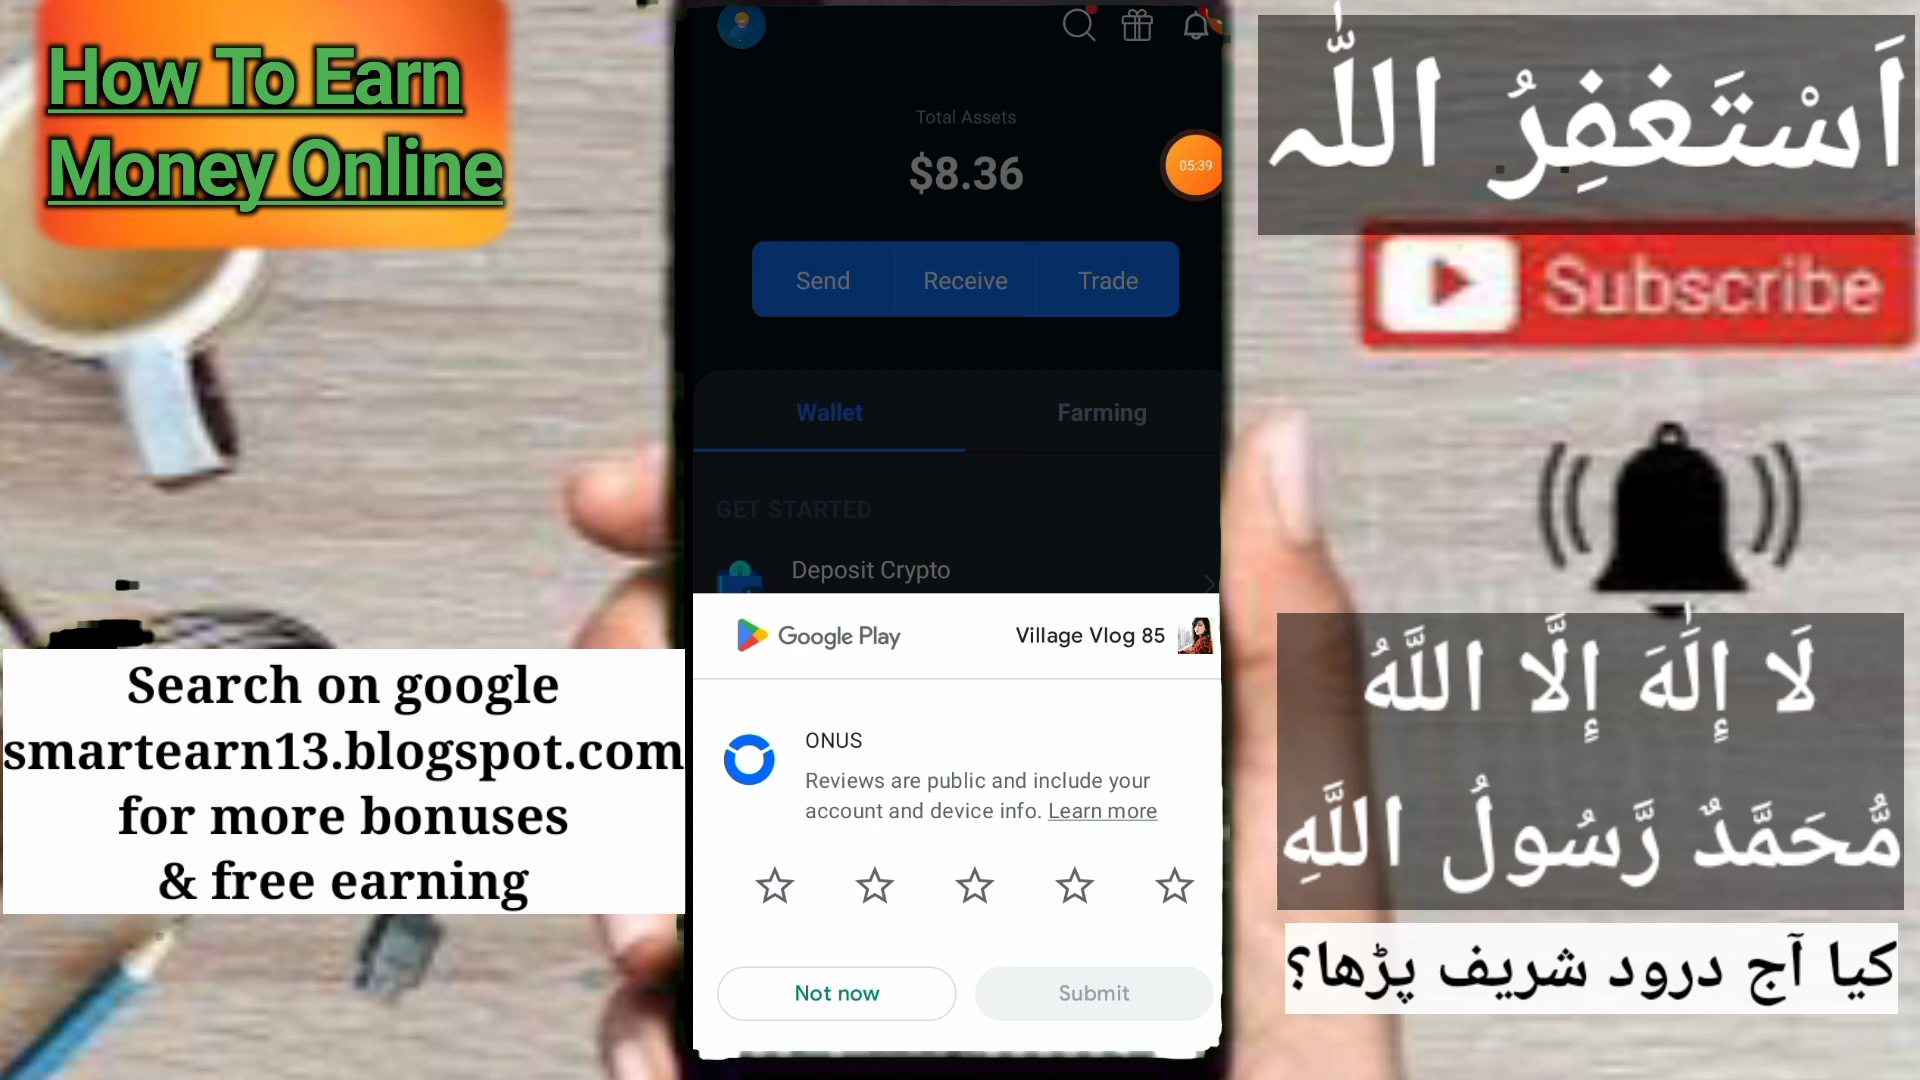 How To Earn
Money Online
Search on google
smartearn13.blogspot.com
for more bonuses
& free earning
Total Assets
$8.36
05:39
Send
Receive
Trade
Wallet
Farming
GET STARTED
Deposit Crypto
Google Play
Village Vlog 85
ONUS
Reviews are public and include your
account and device info. Learn more
Not now
Submit
اَسْتَغْفِرُ اللّٰہ
Subscribe
لَا إِلَٰهَ إِلَّا اللَّهُ
مُّحَمَّدٌ رَّسُولُ اللَّهِ
کیا آج درود شریف پڑھا؟